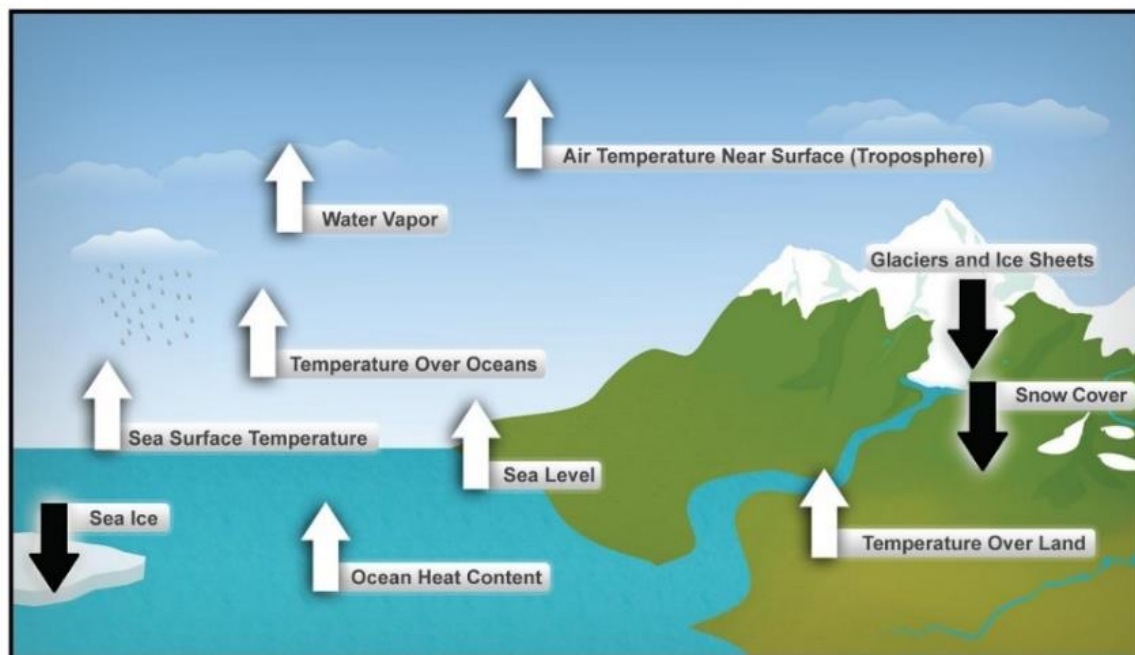 Air Temperature Near Surface (Troposphere)
Water Vapor
Glaciers and Ice Sheets
Temperature Over Oceans
Snow Cover
Sea Surface Temperature
Sea Level
Sea Ice
Temperature Over Land
Ocean Heat Content